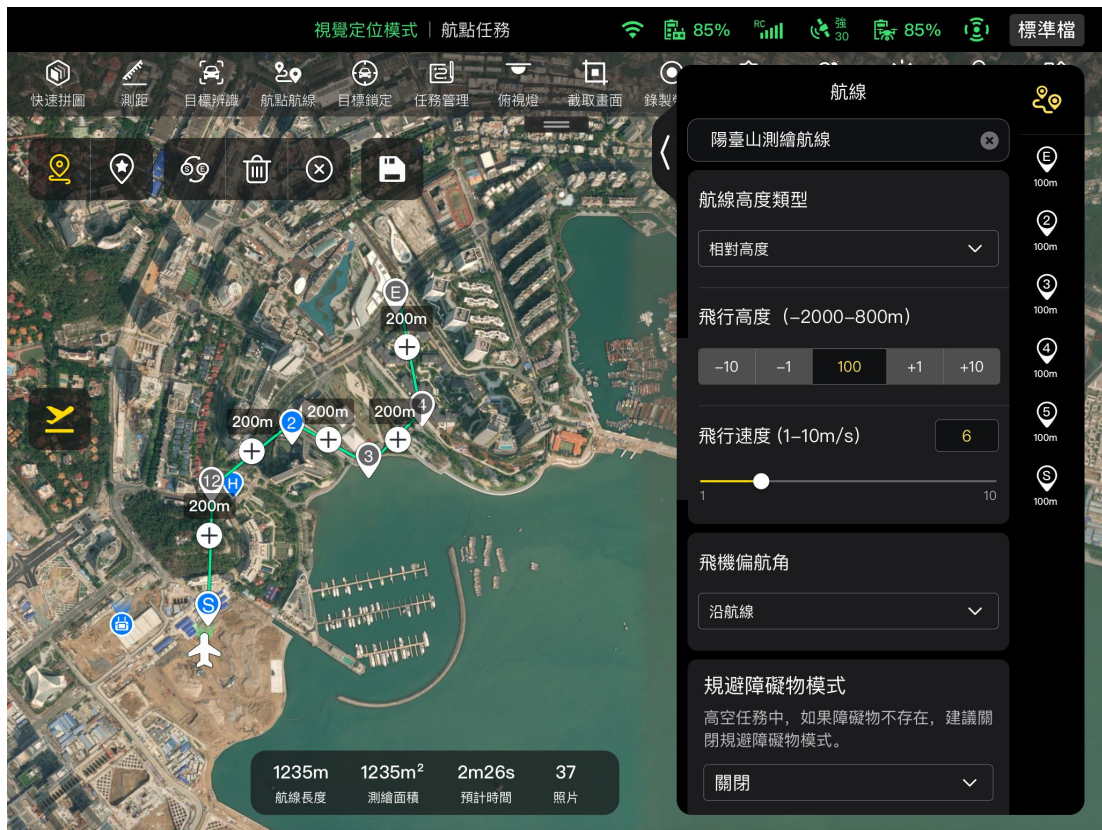 視覺定位模式 | 航點任務
85%
RC
強
30
85%
標準檔
快速拼圖
測距
目標辨識
航點航線
目標鎖定
任務管理
俯視燈
截取畫面
錄製
S E
E
200m
200m
200m
200m
2
4
3
12
H
200m
S
1235m
航線長度
1235m²
測繪面積
2m26s
預計時間
37
照片
航線
陽臺山測繪航線
航線高度類型
相對高度
飛行高度（-2000-800m）
-10
-1
100
+1
+10
飛行速度 (1-10m/s)
6
1
10
飛機偏航角
沿航線
規避障礙物模式
高空任務中，如果障礙物不存在，建議關
閉規避障礙物模式。
關閉
E
100m
2
100m
3
100m
4
100m
5
100m
S
100m